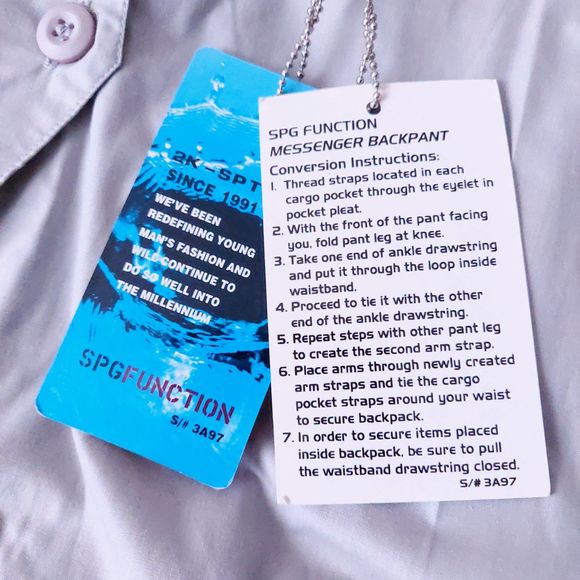 2K - SPT
SINCE 1991
WE'VE BEEN
REDEFINING YOUNG
MAN'S FASHION AND
WILL CONTINUE TO
DO SO WELL INTO
THE MILLENNIUM
SPGFUNCTION
S/# 3A97
SPG FUNCTION
MESSENGER BACKPANT
Conversion Instructions:
1. Thread straps located in each
cargo pocket through the eyelet in
pocket pleat.
2. With the front of the pant facing
you, fold pant leg at knee.
3. Take one end of ankle drawstring
and put it through the loop inside
waistband.
4. Proceed to tie it with the other
end of the ankle drawstring.
5. Repeat steps with other pant leg
to create the second arm strap.
6. Place arms through newly created
arm straps and tie the cargo
pocket straps around your waist
to secure backpack.
7. In order to secure items placed
inside backpack, be sure to pull
the waistband drawstring closed.
S/# 3A97